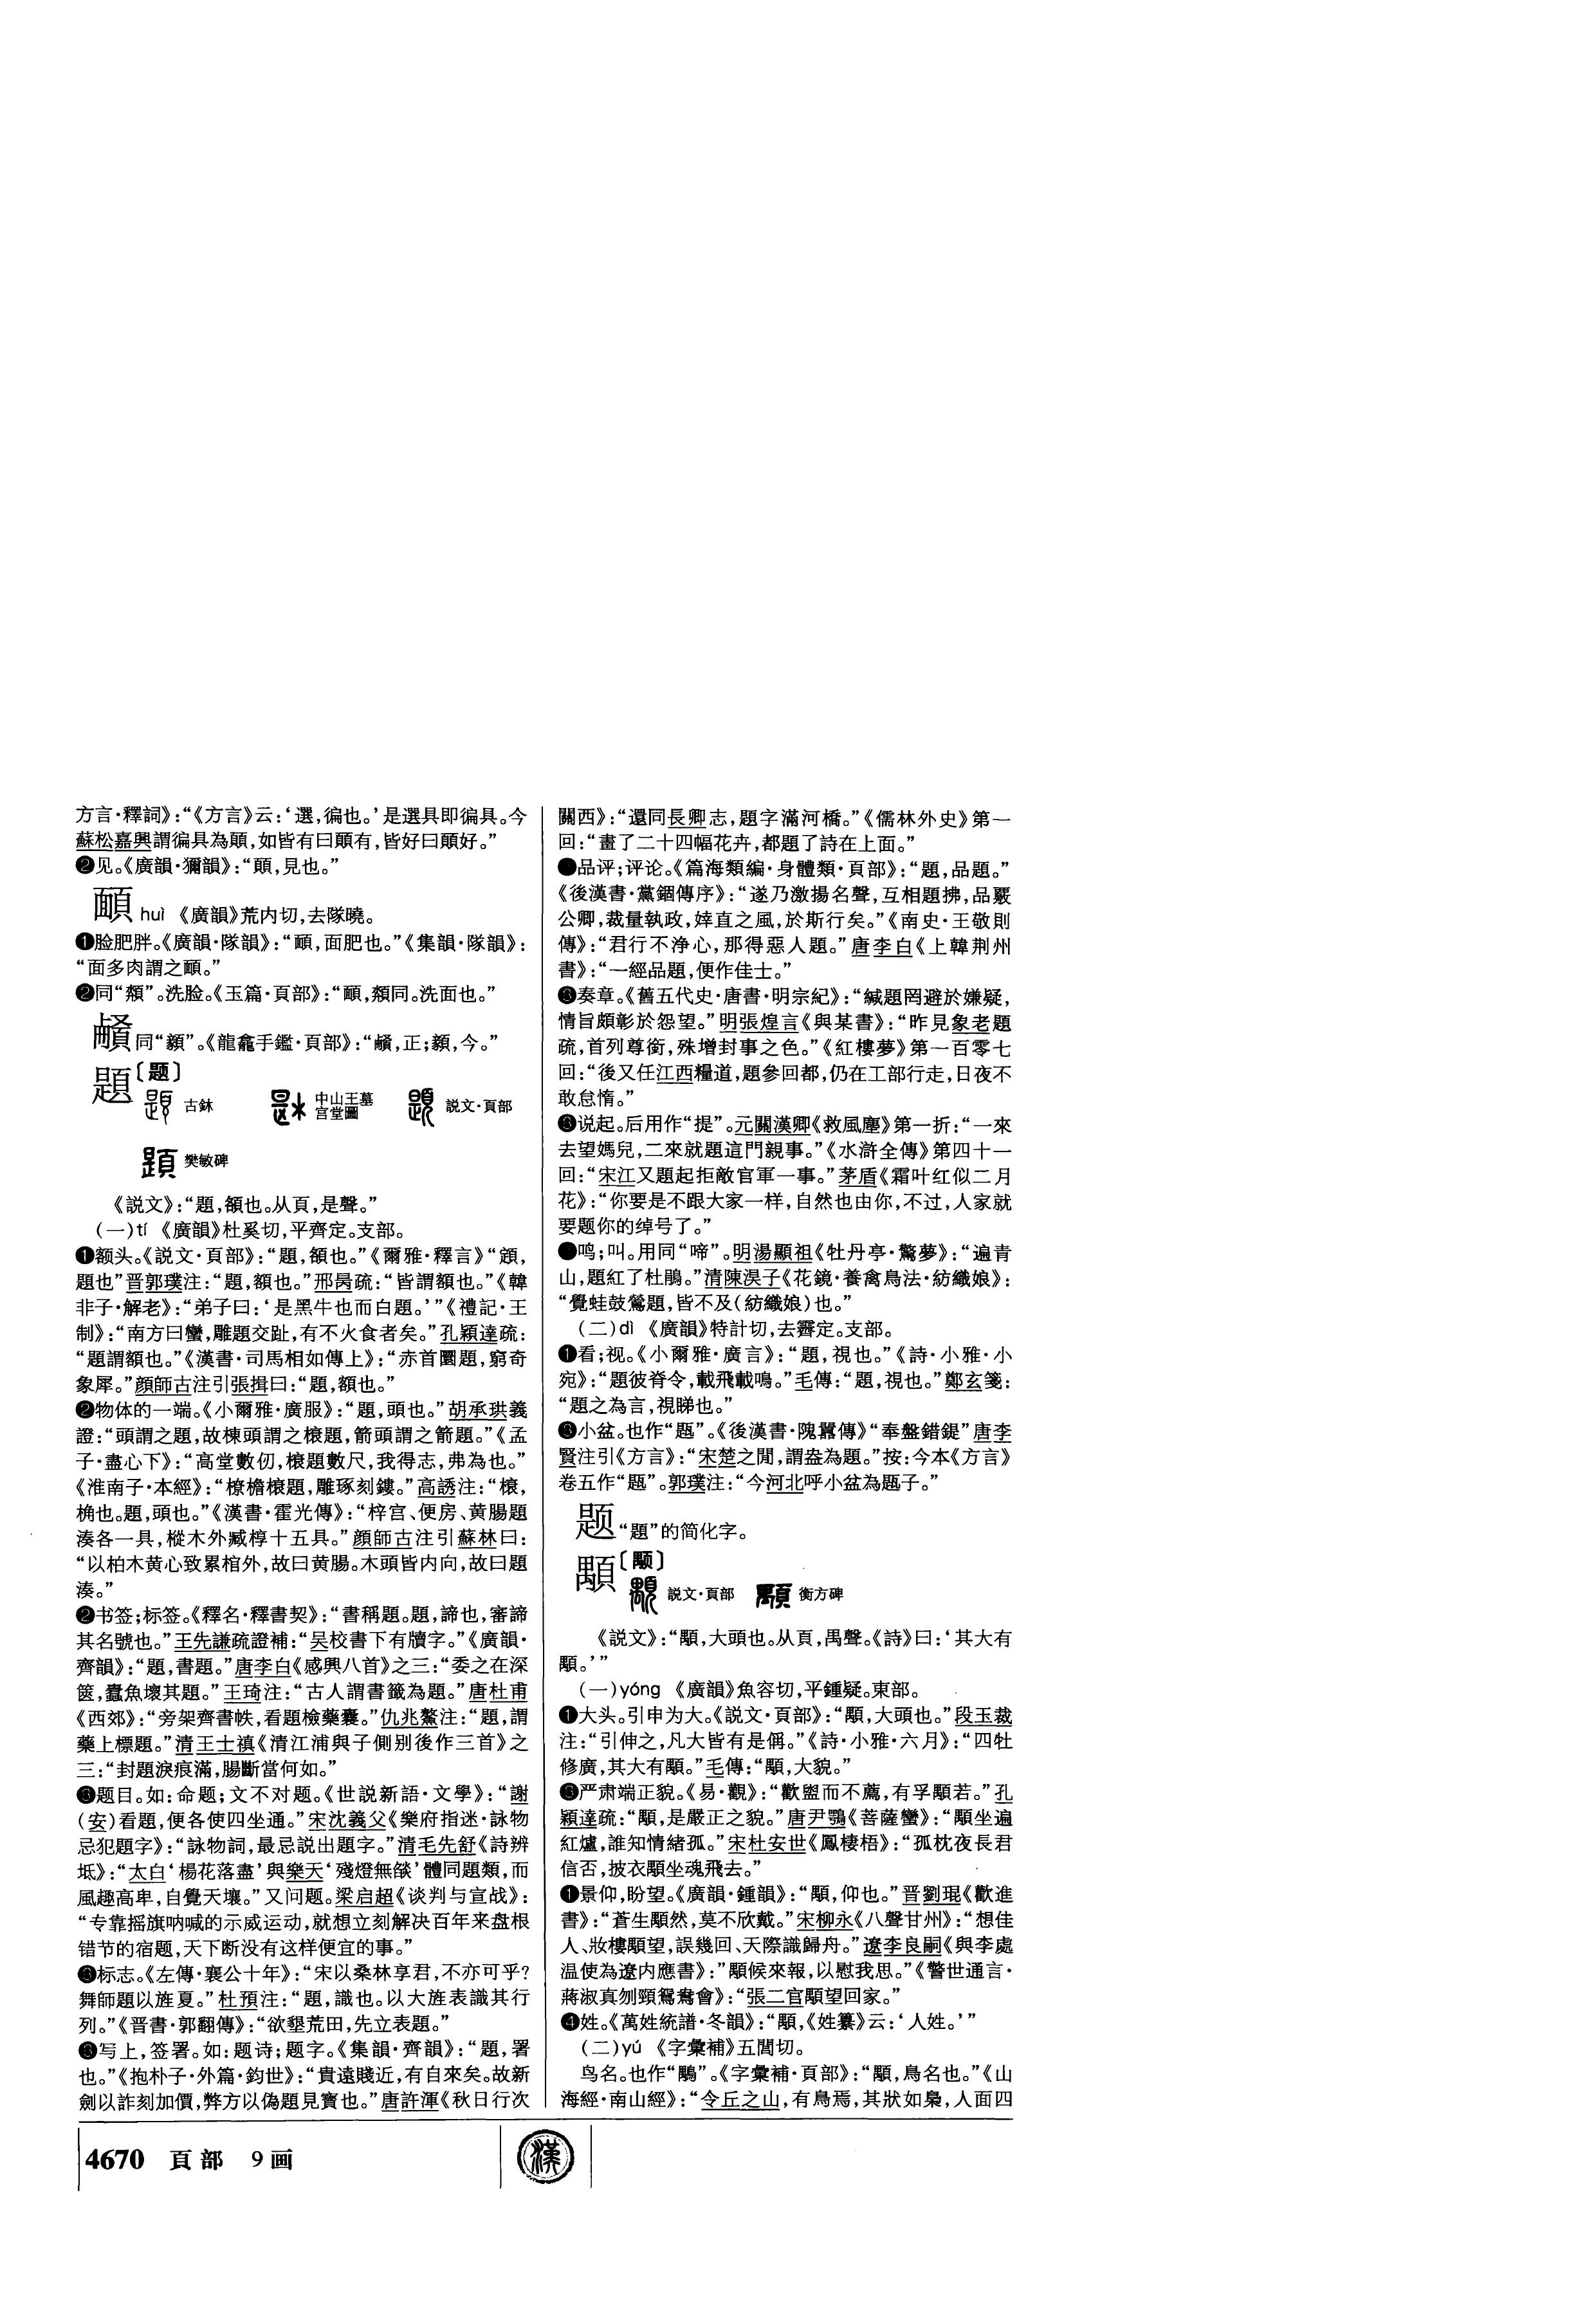 方言·釋詞》：“《方言》云：‘選，徧也。’是選具即徧具。今
蘇松嘉興謂徧具為顚，如皆有曰顚有，皆好曰顚好。”
❷见。《廣韻·獮韻》：“顚，見也。”
huì 《廣韻》荒内切，去隊曉。
❶脸肥胖。《廣韻·隊韻》：“䩈，面肥也。”《集韻·隊韻》：
“面多肉謂之䩈。”
❷同“頮”。洗脸。《玉篇·頁部》：“䩈，頮同。洗面也。”
同“顡”。《龍龕手鑑·頁部》：“，正；顡，今。”
題〔题〕
古鉥 中山王墓宫堂圖 説文·頁部
樊敏碑
《説文》：“題，額也。从頁，是聲。”
（一）tí 《廣韻》杜奚切，平齊定。支部。
❶额头。《説文·頁部》：“題，額也。”《爾雅·釋言》“顁，
題也”晋郭璞注：“題，額也。”邢昺疏：“皆謂額也。”《韓
非子·解老》：“弟子曰：‘是黑牛也而白題。’”《禮記·王
制》：“南方曰蠻，雕題交趾，有不火食者矣。”孔穎達疏：
“題謂額也。”《漢書·司馬相如傳上》：“赤首圜題，窮奇
象犀。”顔師古注引張揖曰：“題，額也。”
❷物体的一端。《小爾雅·廣服》：“題，頭也。”胡承珙義
證：“頭謂之題，故棟頭謂之榱題，箭頭謂之箭題。”《孟
子·盡心下》：“高堂數仞，榱題數尺，我得志，弗為也。”
《淮南子·本經》：“橑檐榱題，雕琢刻鏤。”高誘注：“榱，
桷也。題，頭也。”《漢書·霍光傳》：“梓宫、便房、黄腸題
湊各一具，樅木外臧椁十五具。”顔師古注引蘇林曰：
“以柏木黄心致累棺外，故曰黄腸。木頭皆内向，故曰題
湊。”
❷书签；标签。《釋名·釋書契》：“書稱題。題，諦也，審諦
其名號也。”王先謙疏證補：“吴校書下有牘字。”《廣韻·
齊韻》：“題，書題。”唐李白《感興八首》之三：“委之在深
篋，蠹魚壞其題。”王琦注：“古人謂書籤為題。”唐杜甫
《西郊》：“旁架齊書帙，看題檢藥囊。”仇兆鰲注：“題，謂
藥上標題。”清王士禛《清江浦與子側别後作三首》之
三：“封題淚痕滿，腸斷當何如。”
❸题目。如：命题；文不对题。《世説新語·文學》：“謝
（安）看題，便各使四坐通。”宋沈義父《樂府指迷·詠物
忌犯題字》：“詠物詞，最忌説出題字。”清毛先舒《詩辨
坻》：“太白‘楊花落盡’與樂天‘殘燈無燄’體同題類，而
風趣高卑，自覺天壤。”又问题。梁启超《谈判与宣战》：
“专靠摇旗呐喊的示威运动，就想立刻解决百年来盘根
错节的宿题，天下断没有这样便宜的事。”
❸标志。《左傳·襄公十年》：“宋以桑林享君，不亦可乎？
舞師題以旌夏。”杜預注：“題，識也。以大旌表識其行
列。”《晋書·郭翻傳》：“欲墾荒田，先立表題。”
❸写上，签署。如：题诗；题字。《集韻·齊韻》：“題，署
也。”《抱朴子·外篇·鈞世》：“貴遠賤近，有自來矣。故新
劍以詐刻加價，弊方以偽題見寳也。”唐許渾《秋日行次
關西》：“還同長卿志，題字滿河橋。”《儒林外史》第一
回：“畫了二十四幅花卉，都題了詩在上面。”
●品评；评论。《篇海類編·身體類·頁部》：“題，品題。”
《後漢書·黨錮傳序》：“遂乃激揚名聲，互相題拂，品覈
公卿，裁量執政，婞直之風，於斯行矣。”《南史·王敬則
傳》：“君行不浄心，那得惡人題。”唐李白《上韓荆州
書》：“一經品題，便作佳士。”
❸奏章。《舊五代史·唐書·明宗紀》：“緘題罔避於嫌疑，
情旨頗彰於怨望。”明張煌言《與某書》：“昨見象老題
疏，首列尊銜，殊增封事之色。”《紅樓夢》第一百零七
回：“後又任江西糧道，題參回都，仍在工部行走，日夜不
敢怠惰。”
❸说起。后用作“提”。元關漢卿《救風塵》第一折：“一來
去望媽兒，二來就題這門親事。”《水滸全傳》第四十一
回：“宋江又題起拒敵官軍一事。”茅盾《霜叶红似二月
花》：“你要是不跟大家一样，自然也由你，不过，人家就
要题你的绰号了。”
●鸣；叫。用同“啼”。明湯顯祖《牡丹亭·驚夢》：“遍青
山，題紅了杜鵑。”清陳淏子《花鏡·養禽鳥法·紡織娘》：
“覺蛙鼓鶯題，皆不及（紡織娘）也。”
（二）dì 《廣韻》特計切，去霽定。支部。
❶看；视。《小爾雅·廣言》：“題，視也。”《詩·小雅·小
宛》：“題彼脊令，載飛載鳴。”毛傳：“題，視也。”鄭玄箋：
“題之為言，視睇也。”
❸小盆。也作“㼵”。《後漢書·隗囂傳》“奉盤錯鍉”唐李
賢注引《方言》：“宋楚之閒，謂盎為題。”按：今本《方言》
卷五作“㼵”。郭璞注：“今河北呼小盆為㼵子。”
题“題”的简化字。
顒〔颙〕
説文·頁部 衡方碑
《説文》：“顒，大頭也。从頁，禺聲。《詩》曰：‘其大有
顒。’”
（一）yóng 《廣韻》魚容切，平鍾疑。東部。
❶大头。引申为大。《説文·頁部》：“顒，大頭也。”段玉裁
注：“引伸之，凡大皆有是偁。”《詩·小雅·六月》：“四牡
修廣，其大有顒。”毛傳：“顒，大貌。”
❸严肃端正貌。《易·觀》：“觀盥而不薦，有孚顒若。”孔
穎達疏：“顒，是嚴正之貌。”唐尹鶚《菩薩蠻》：“顒坐遍
紅爐，誰知情緒孤。”宋杜安世《鳳棲梧》：“孤枕夜長君
信否，披衣顒坐魂飛去。”
❶景仰，盼望。《廣韻·鍾韻》：“顒，仰也。”晋劉琨《勸進
書》：“蒼生顒然，莫不欣戴。”宋柳永《八聲甘州》：“想佳
人、妝樓顒望，誤幾回、天際識歸舟。”遼李良嗣《與李處
温使為遼内應書》：”顒候來報，以慰我思。”《警世通言·
蔣淑真刎頸鴛鴦會》：“張二官顒望回家。”
❹姓。《萬姓統譜·冬韻》：“顒，《姓纂》云：‘人姓。’”
（二）yú 《字彙補》五閭切。
鸟名。也作“鸆”。《字彙補·頁部》：“顒，鳥名也。”《山
海經·南山經》：“令丘之山，有鳥焉，其狀如梟，人面四
4670 頁部 9画
漢